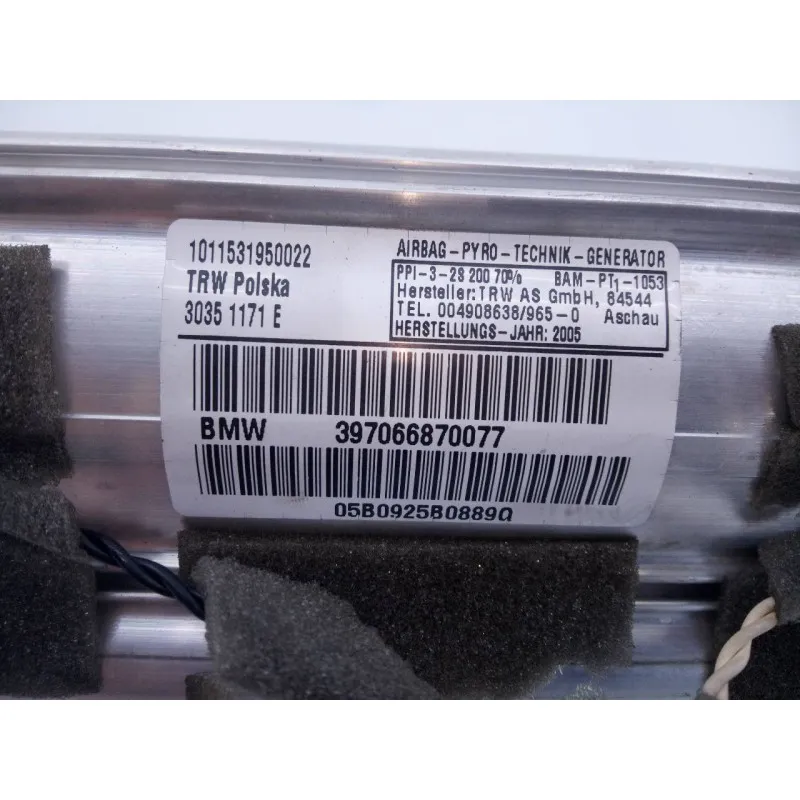 1011531950022
TRW Polska
3035 1171 E
AIRBAG-PYRO-TECHNIK-GENERATOR
PPI-3-2S 200 70% BAM-PT1-1053
Hersteller: TRW AS GmbH, 84544
TEL. 004908638/965-0 Aschau
HERSTELLUNGS-JAHR: 2005
BMW 397066870077
05B0925B0889Q